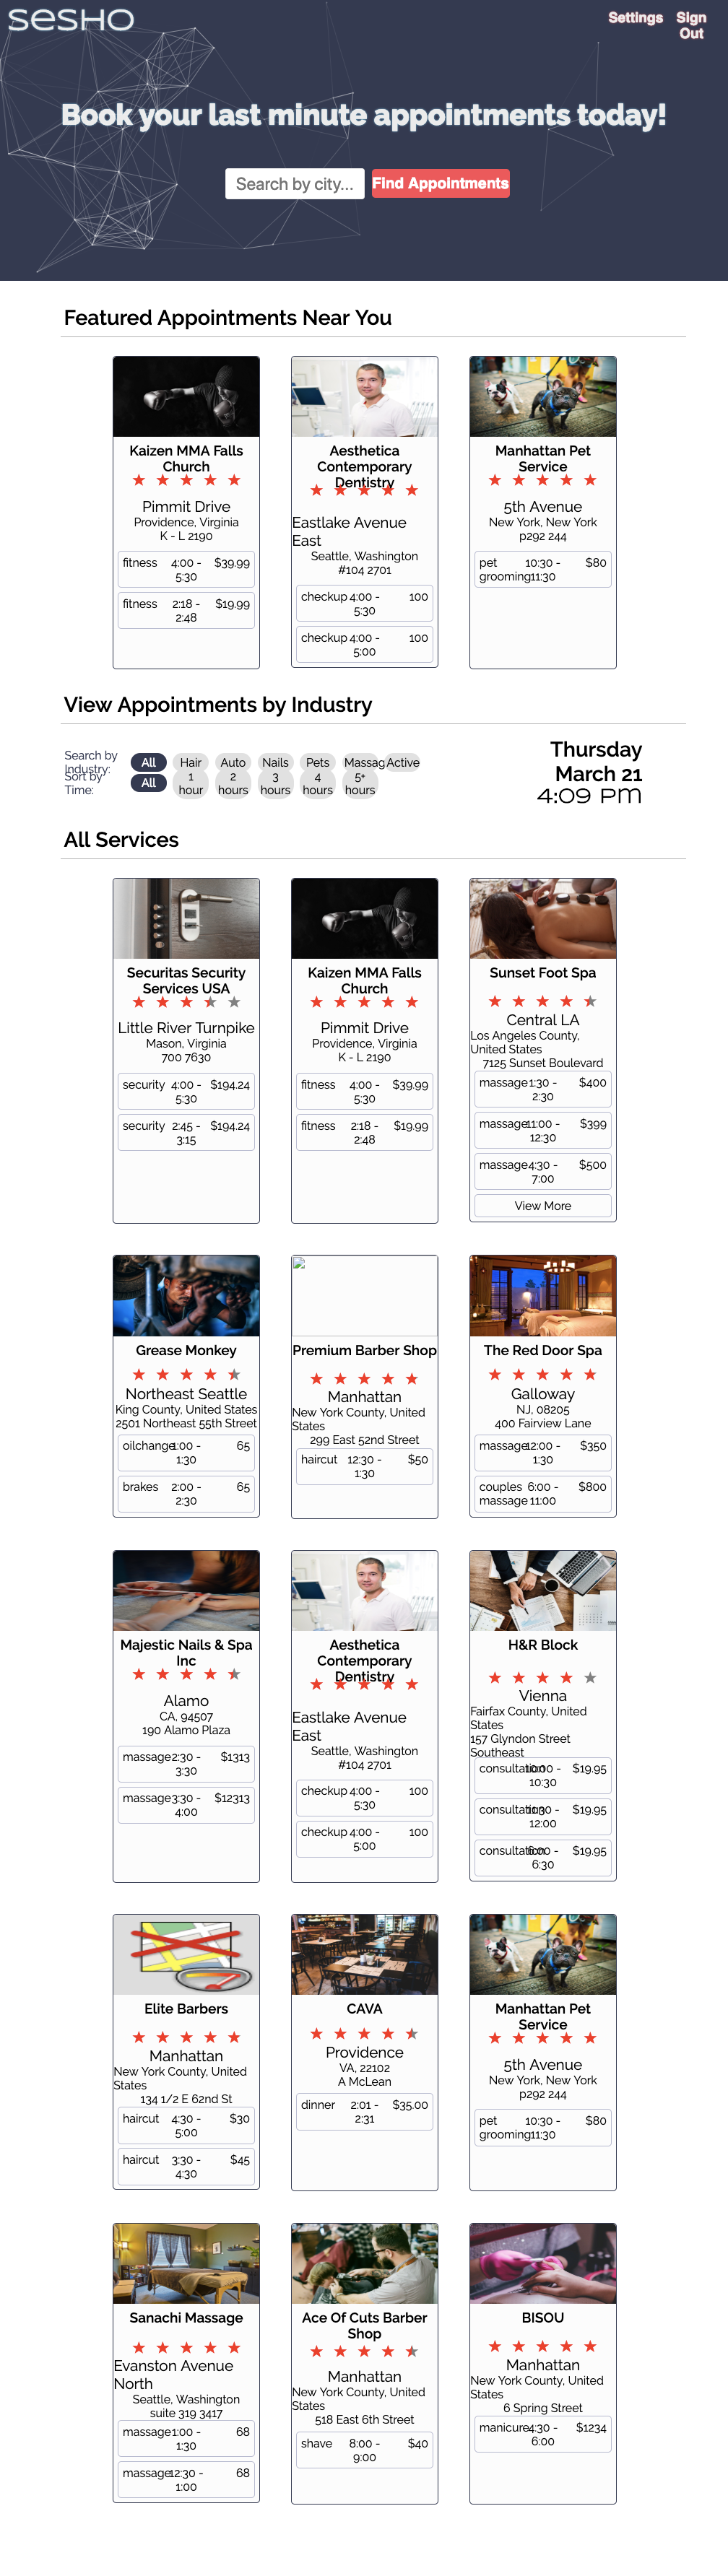 SESHO
Settings
Sign
Out
Book your last minute appointments today!
Search by city...
Find Appointments
Featured Appointments Near You
Kaizen MMA Falls
Church
Pimmit Drive
Providence, Virginia
K - L 2190
fitness 4:00 - $39.99
5:30
fitness 2:18 - $19.99
2:48
Aesthetica
Contemporary
Dentistry
Eastlake Avenue
East
Seattle, Washington
#104 2701
checkup 4:00 - 100
5:30
checkup 4:00 - 100
5:00
Manhattan Pet
Service
5th Avenue
New York, New York
p292 244
pet 10:30 - $80
grooming 11:30
View Appointments by Industry
Search by
Industry:
All Hair Auto Nails Pets Massag Active
Sort by
Time:
All 1 2 3 4 5+
hour hours hours hours hours
Thursday
March 21
4:09 PM
All Services
Securitas Security
Services USA
Little River Turnpike
Mason, Virginia
700 7630
security 4:00 - $194.24
5:30
security 2:45 - $194.24
3:15
Kaizen MMA Falls
Church
Pimmit Drive
Providence, Virginia
K - L 2190
fitness 4:00 - $39.99
5:30
fitness 2:18 - $19.99
2:48
Sunset Foot Spa
Central LA
Los Angeles County,
United States
7125 Sunset Boulevard
massage 1:30 - $400
2:30
massage 11:00 - $399
12:30
massage 4:30 - $500
7:00
View More
Grease Monkey
Northeast Seattle
King County, United States
2501 Northeast 55th Street
oilchange 1:00 - 65
1:30
brakes 2:00 - 65
2:30
Premium Barber Shop
Manhattan
New York County, United
States
299 East 52nd Street
haircut 12:30 - $50
1:30
The Red Door Spa
Galloway
NJ, 08205
400 Fairview Lane
massage 12:00 - $350
1:30
couples 6:00 - $800
massage 11:00
Majestic Nails & Spa
Inc
Alamo
CA, 94507
190 Alamo Plaza
massage 2:30 - $1313
3:30
massage 3:30 - $12313
4:00
Aesthetica
Contemporary
Dentistry
Eastlake Avenue
East
Seattle, Washington
#104 2701
checkup 4:00 - 100
5:30
checkup 4:00 - 100
5:00
H&R Block
Vienna
Fairfax County, United
States
157 Glyndon Street
Southeast
consultation 10:00 - $19.95
10:30
consultation 11:30 - $19.95
12:00
consultation 6:00 - $19.95
6:30
Elite Barbers
Manhattan
New York County, United
States
134 1/2 E 62nd St
haircut 4:30 - $30
5:00
haircut 3:30 - $45
4:30
CAVA
Providence
VA, 22102
A McLean
dinner 2:01 - $35.00
2:31
Manhattan Pet
Service
5th Avenue
New York, New York
p292 244
pet 10:30 - $80
grooming 11:30
Sanachi Massage
Evanston Avenue
North
Seattle, Washington
suite 319 3417
massage 1:00 - 68
1:30
massage 12:30 - 68
1:00
Ace Of Cuts Barber
Shop
Manhattan
New York County, United
States
518 East 6th Street
shave 8:00 - $40
9:00
BISOU
Manhattan
New York County, United
States
6 Spring Street
manicure 4:30 - $1234
6:00